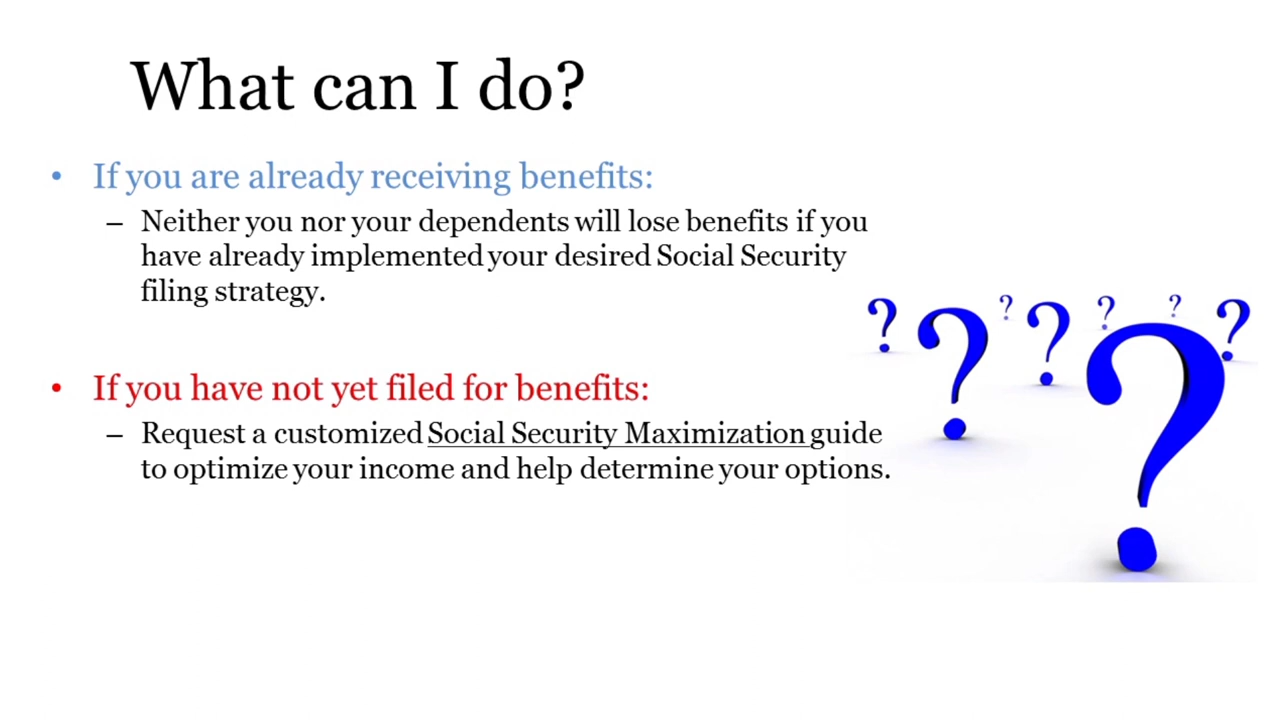 What can I do?
• If you are already receiving benefits:
– Neither you nor your dependents will lose benefits if you
have already implemented your desired Social Security
filing strategy.
• If you have not yet filed for benefits:
– Request a customized Social Security Maximization guide
to optimize your income and help determine your options.
? ? ? ? ? ? ? ?